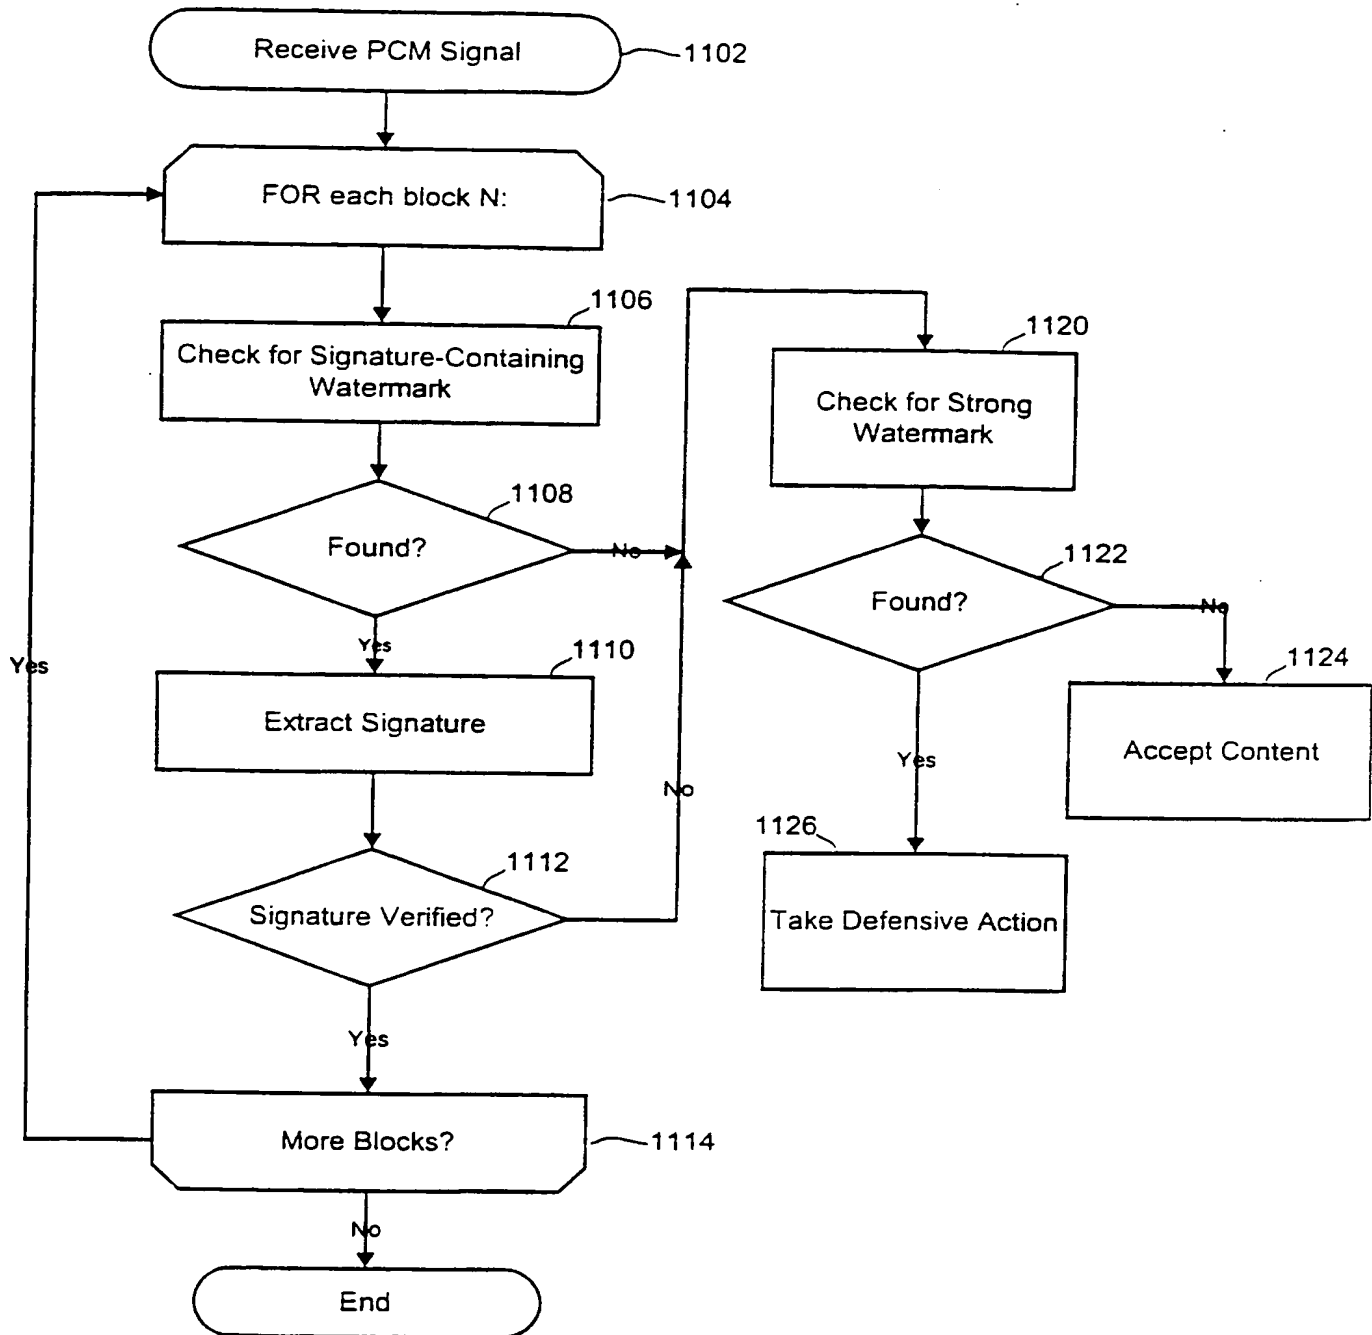 Receive PCM Signal
1102
FOR each block N:
1104
1106
Check for Signature-Containing
Watermark
1108
Found?
No
Yes
1110
Extract Signature
1112
Signature Verified?
No
Yes
More Blocks?
1114
Yes
No
End
1120
Check for Strong
Watermark
1122
Found?
No
1124
Accept Content
Yes
1126
Take Defensive Action